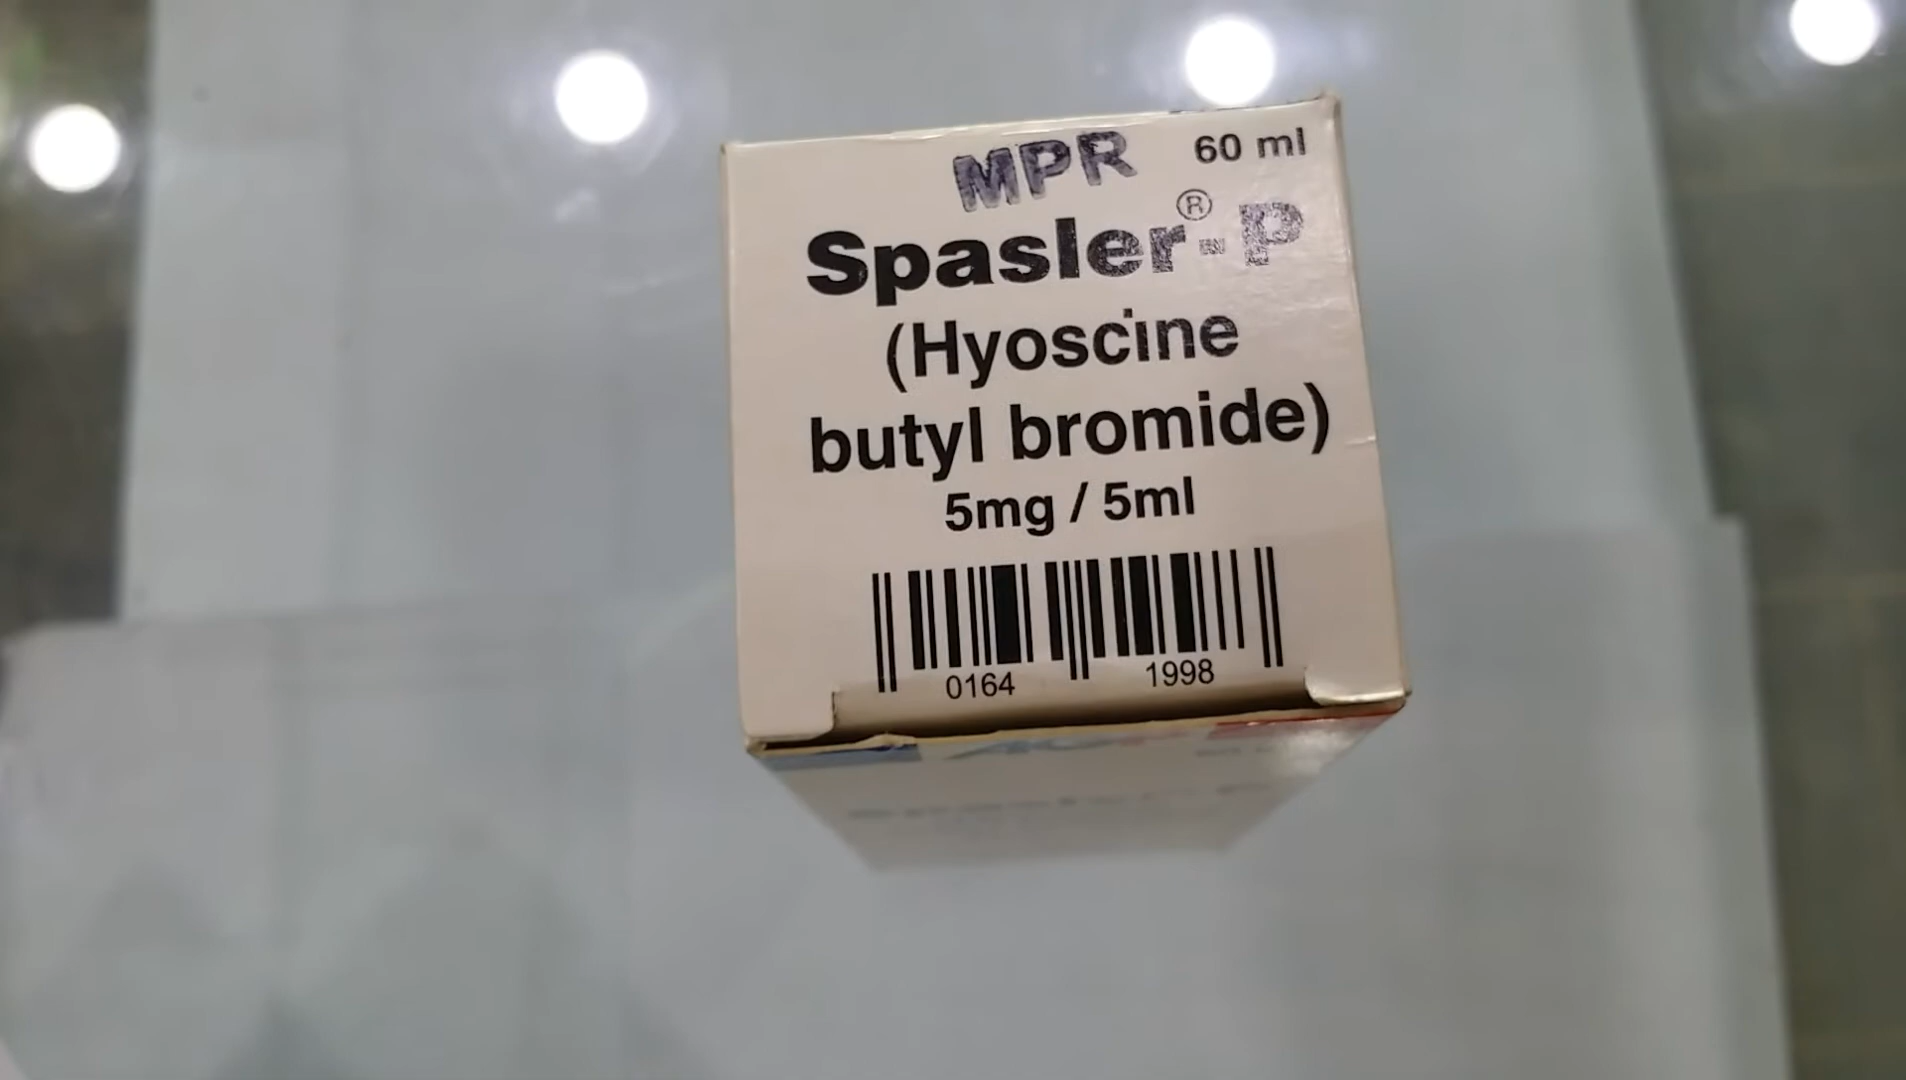 MPR 60 ml
Spasler®-P
(Hyoscine
butyl bromide)
5mg / 5ml
0164 1998